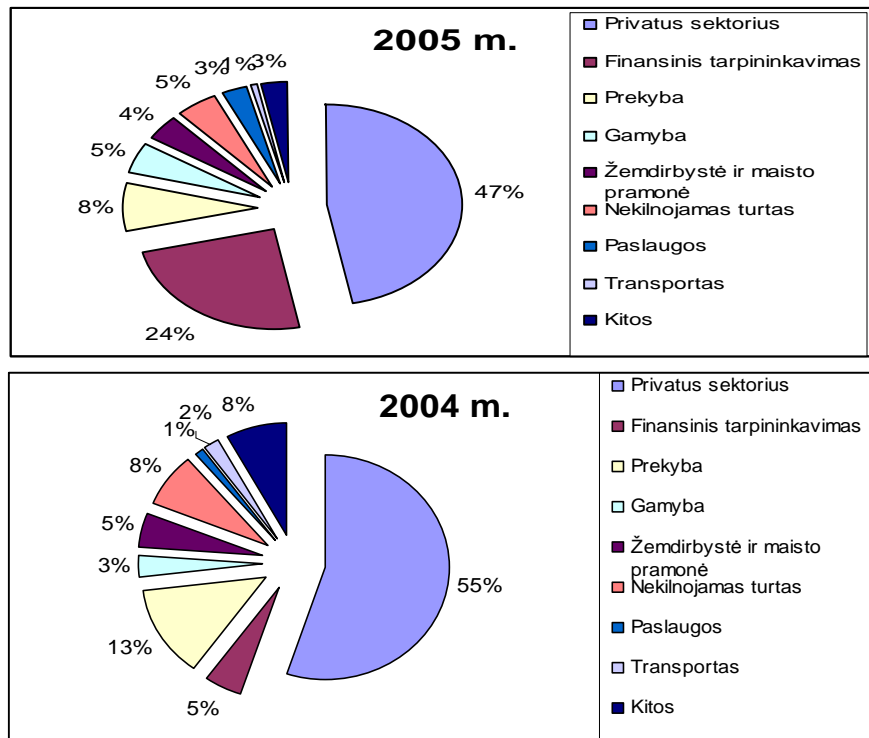 2005 m.
3%
1%
3%
5%
4%
5%
8%
24%
47%
Privatus sektorius
Finansinis tarpininkavimas
Prekyba
Gamyba
Žemdirbystė ir maisto
pramonė
Nekilnojamas turtas
Paslaugos
Transportas
Kitos
2004 m.
8%
2%
1%
8%
5%
3%
13%
5%
55%
Privatus sektorius
Finansinis tarpininkavimas
Prekyba
Gamyba
Žemdirbystė ir maisto
pramonė
Nekilnojamas turtas
Paslaugos
Transportas
Kitos